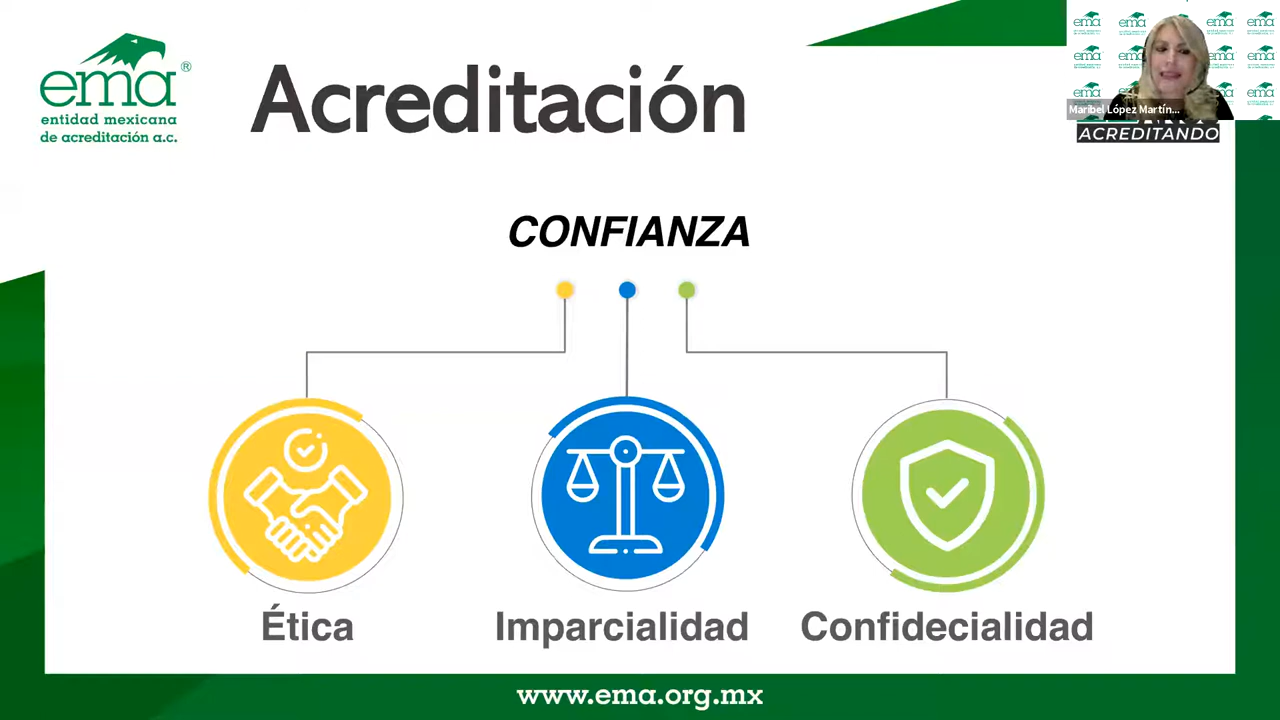 ema®
entidad mexicana
de acreditación a.c.
Acreditación
Maribel López Martín...
ACREDITANDO
CONFIANZA
Ética
Imparcialidad
Confidecialidad
www.ema.org.mx